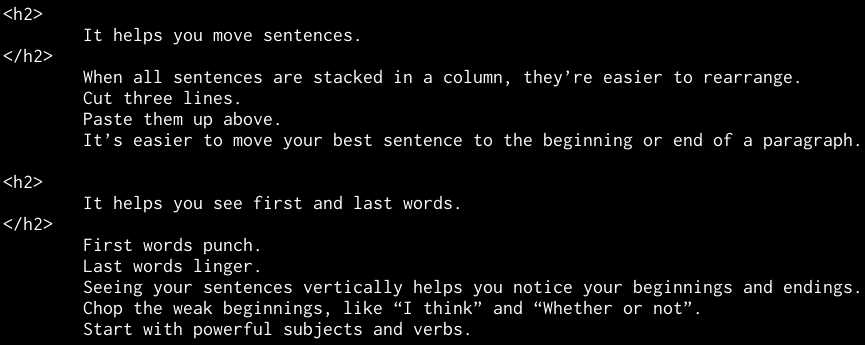 <h2>
It helps you move sentences.
</h2>
When all sentences are stacked in a column, they’re easier to rearrange.
Cut three lines.
Paste them up above.
It’s easier to move your best sentence to the beginning or end of a paragraph.
<h2>
It helps you see first and last words.
</h2>
First words punch.
Last words linger.
Seeing your sentences vertically helps you notice your beginnings and endings.
Chop the weak beginnings, like “I think” and “Whether or not”.
Start with powerful subjects and verbs.